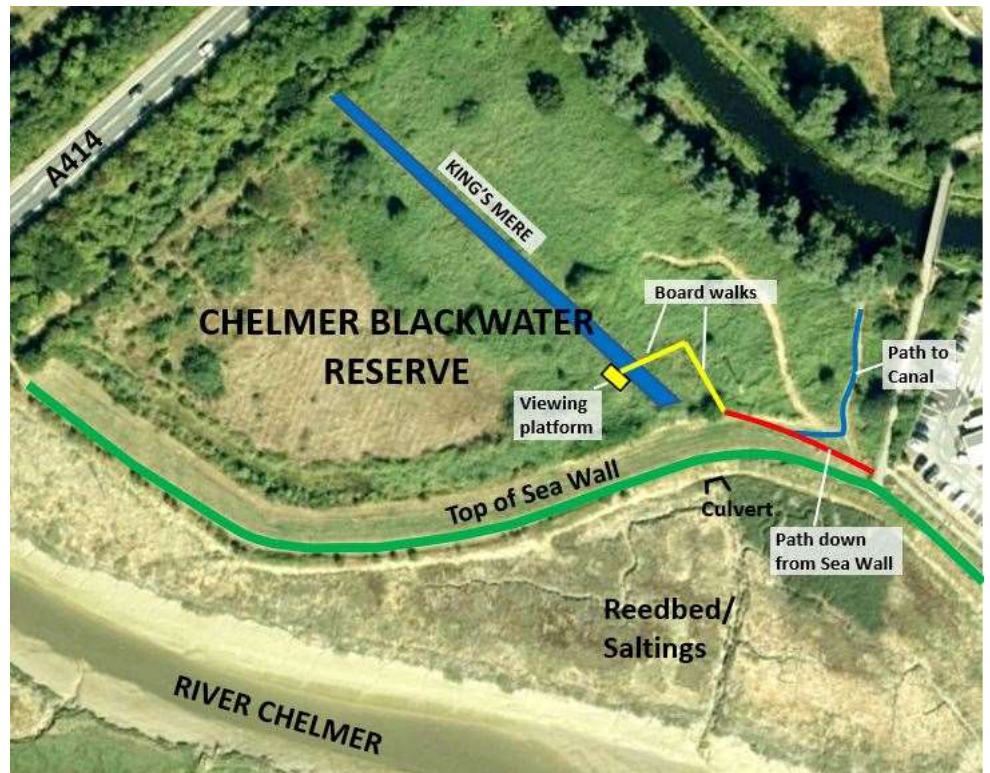 A414
KING'S MERE
Board walks
CHELMER BLACKWATER
RESERVE
Path to
Canal
Viewing
platform
Top of Sea Wall
Culvert
Path down
from Sea Wall
Reedbed/
Saltings
RIVER CHELMER